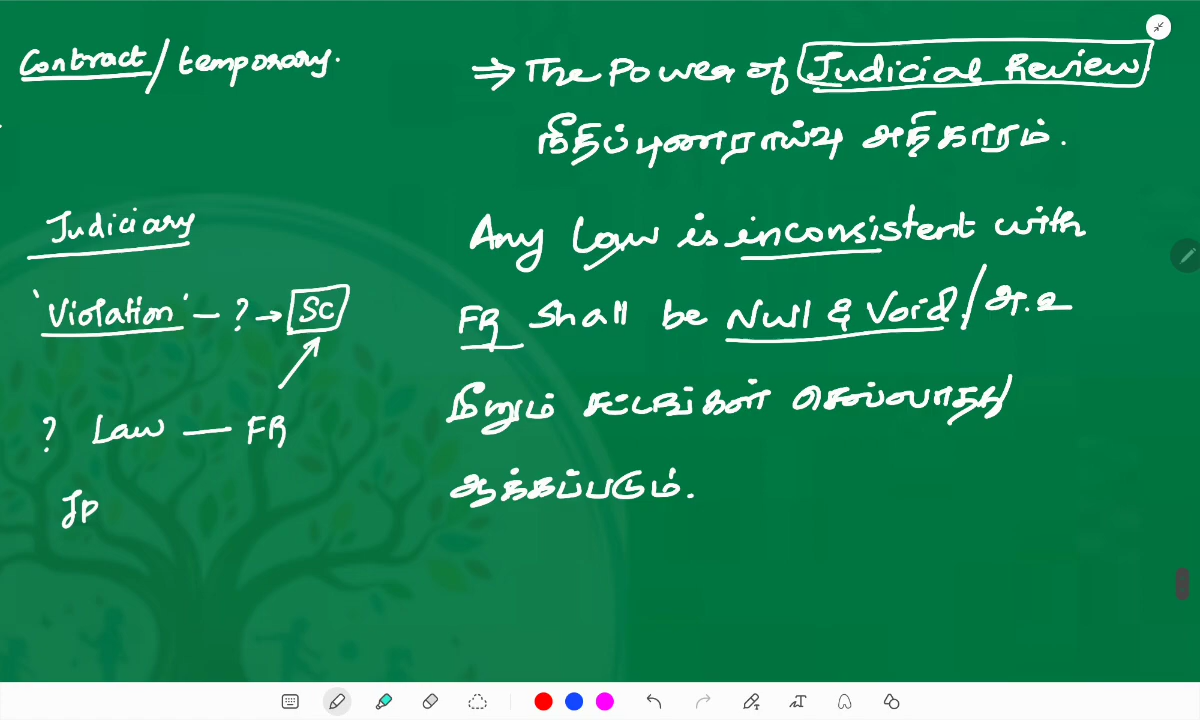 Contract / temporary.
Judiciary
'Violation' - ? → SC
? Law — FR
Jp
⇒ The Power of Judicial Review
நீதிப்புணராய்வு அதிகாரம்.
Any Law is inconsistent with
FR shall be Null & Void. / அ.உ
மீறும் சட்டங்கள் செல்லாதது
ஆக்கப்படும்.